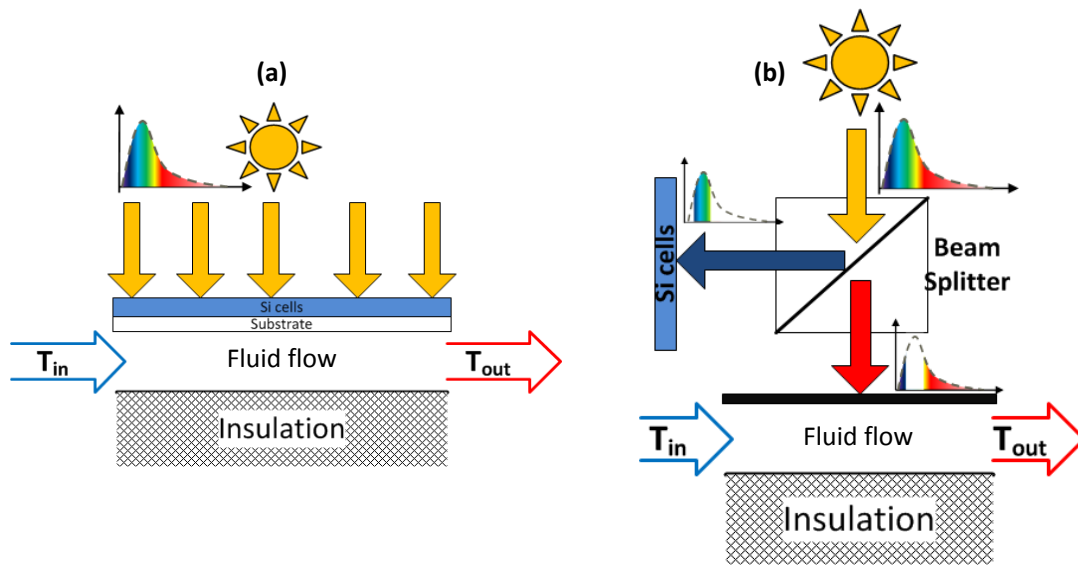 (a)
Si cells
Substrate
Tin
Fluid flow
Tout
Insulation
(b)
Si cells
Beam
Splitter
Tin
Fluid flow
Tout
Insulation